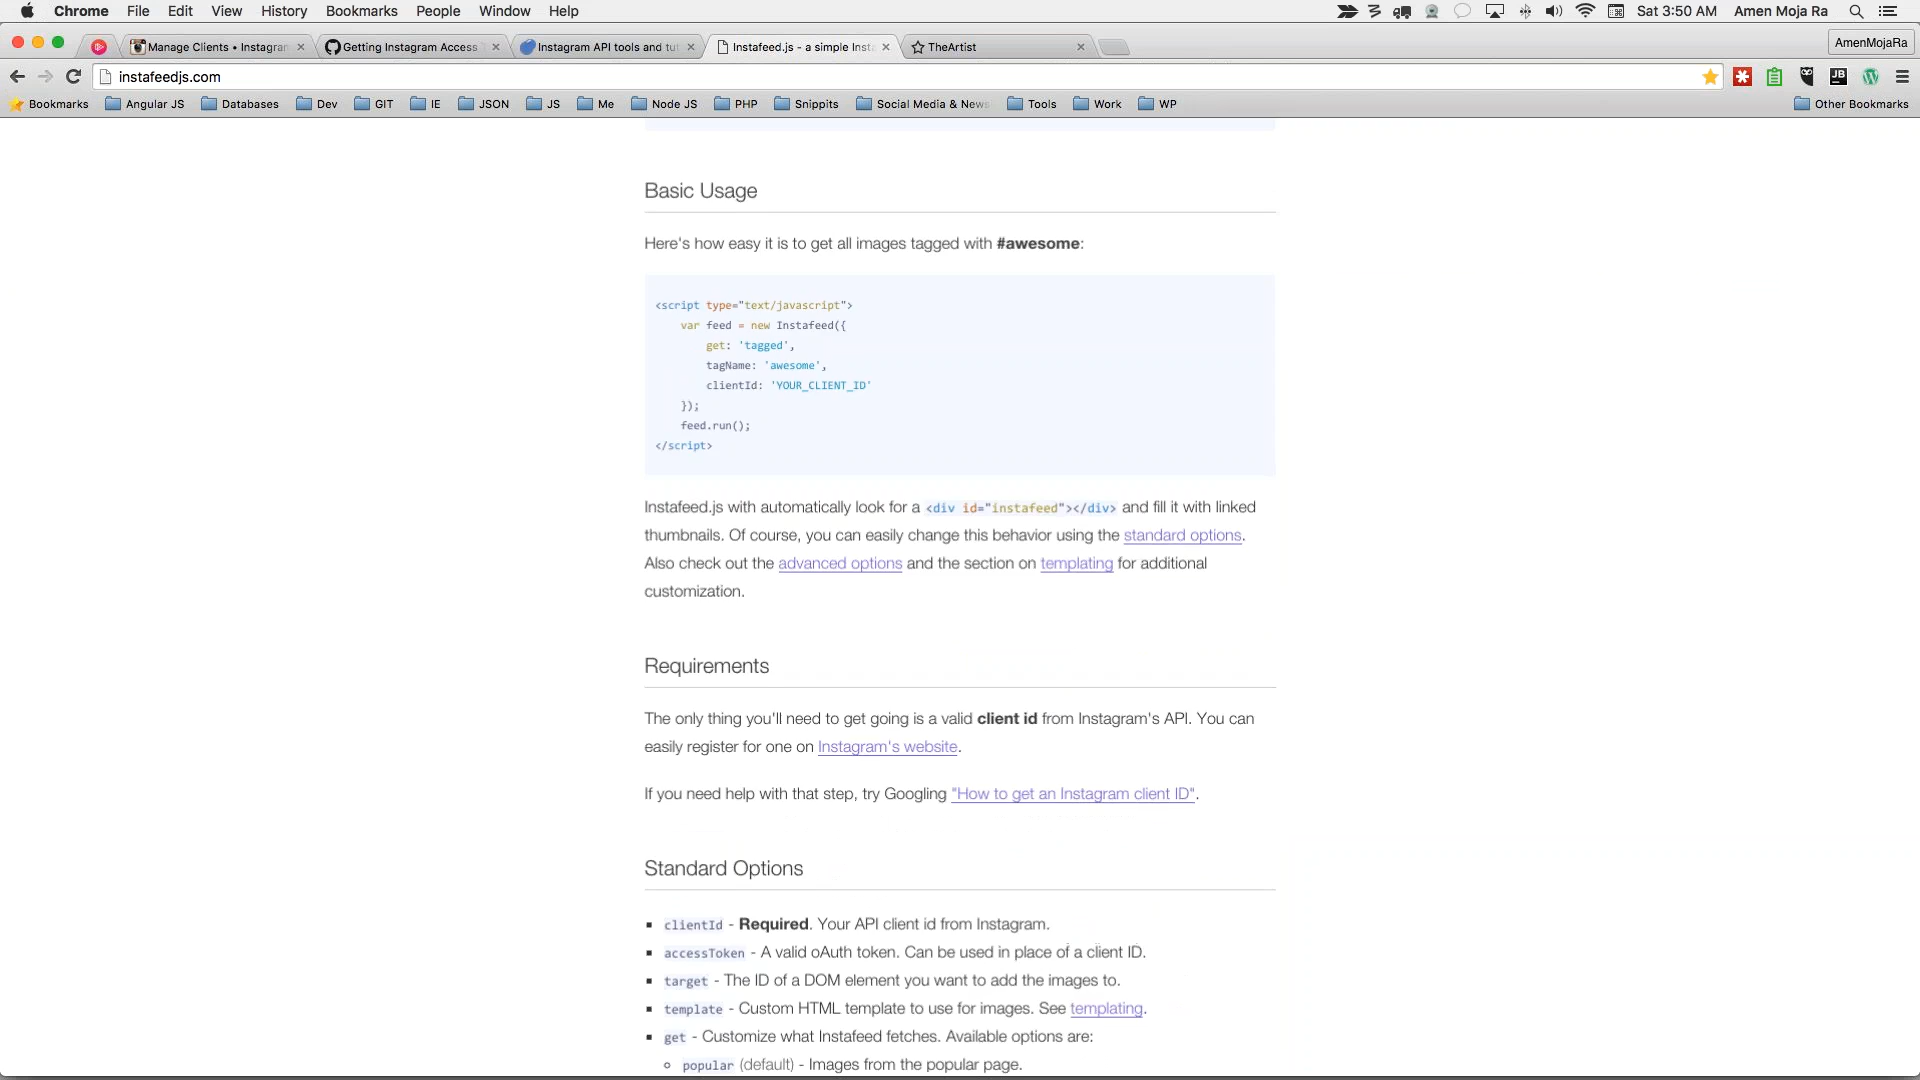 Chrome File Edit View History Bookmarks People Window Help Sat 3:50 AM Amen Moja Ra
Manage Clients • Instagram Getting Instagram Access Instagram API tools and tut Instafeed.js - a simple Insta TheArtist AmenMojaRa
instafeedjs.com
Bookmarks Angular JS Databases Dev GIT IE JSON JS Me Node JS PHP Snippits Social Media & News Tools Work WP Other Bookmarks
Basic Usage
Here's how easy it is to get all images tagged with #awesome:
<script type="text/javascript">
var feed = new Instafeed({
get: 'tagged',
tagName: 'awesome',
clientId: 'YOUR_CLIENT_ID'
});
feed.run();
</script>
Instafeed.js with automatically look for a <div id="instafeed"></div> and fill it with linked
thumbnails. Of course, you can easily change this behavior using the standard options.
Also check out the advanced options and the section on templating for additional
customization.
Requirements
The only thing you'll need to get going is a valid client id from Instagram's API. You can
easily register for one on Instagram's website.
If you need help with that step, try Googling "How to get an Instagram client ID".
Standard Options
clientId - Required. Your API client id from Instagram.
accessToken - A valid oAuth token. Can be used in place of a client ID.
target - The ID of a DOM element you want to add the images to.
template - Custom HTML template to use for images. See templating.
get - Customize what Instafeed fetches. Available options are:
popular (default) - Images from the popular page.